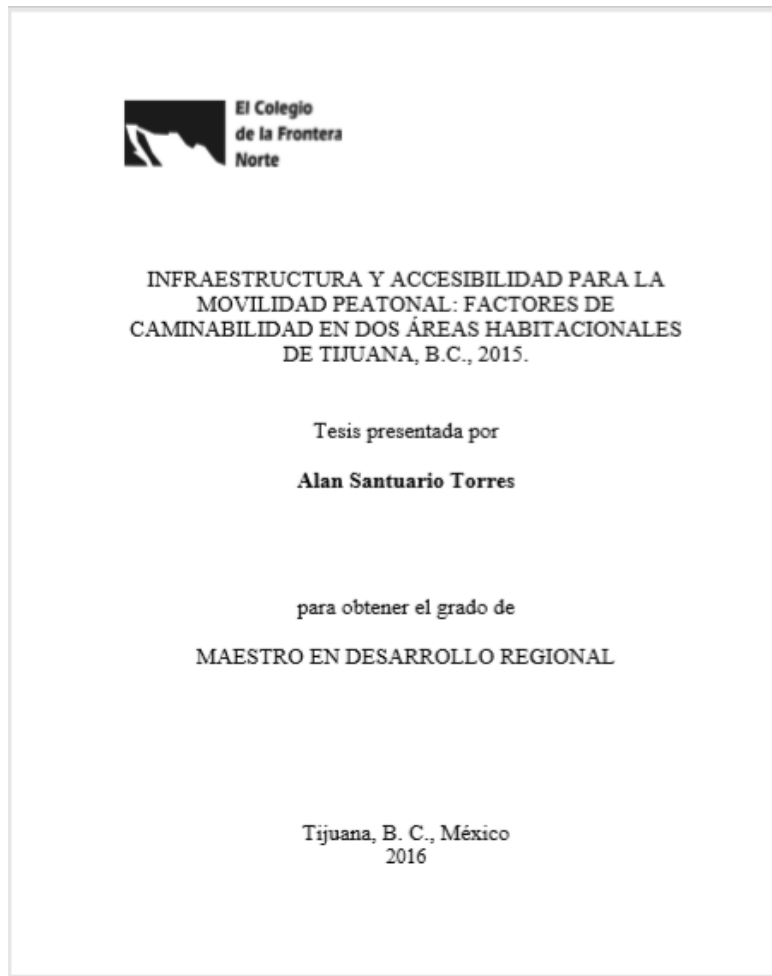 El Colegio
de la Frontera
Norte
INFRAESTRUCTURA Y ACCESIBILIDAD PARA LA
MOVILIDAD PEATONAL: FACTORES DE
CAMINABILIDAD EN DOS ÁREAS HABITACIONALES
DE TIJUANA, B.C., 2015.
Tesis presentada por
Alan Santuario Torres
para obtener el grado de
MAESTRO EN DESARROLLO REGIONAL
Tijuana, B. C., México
2016